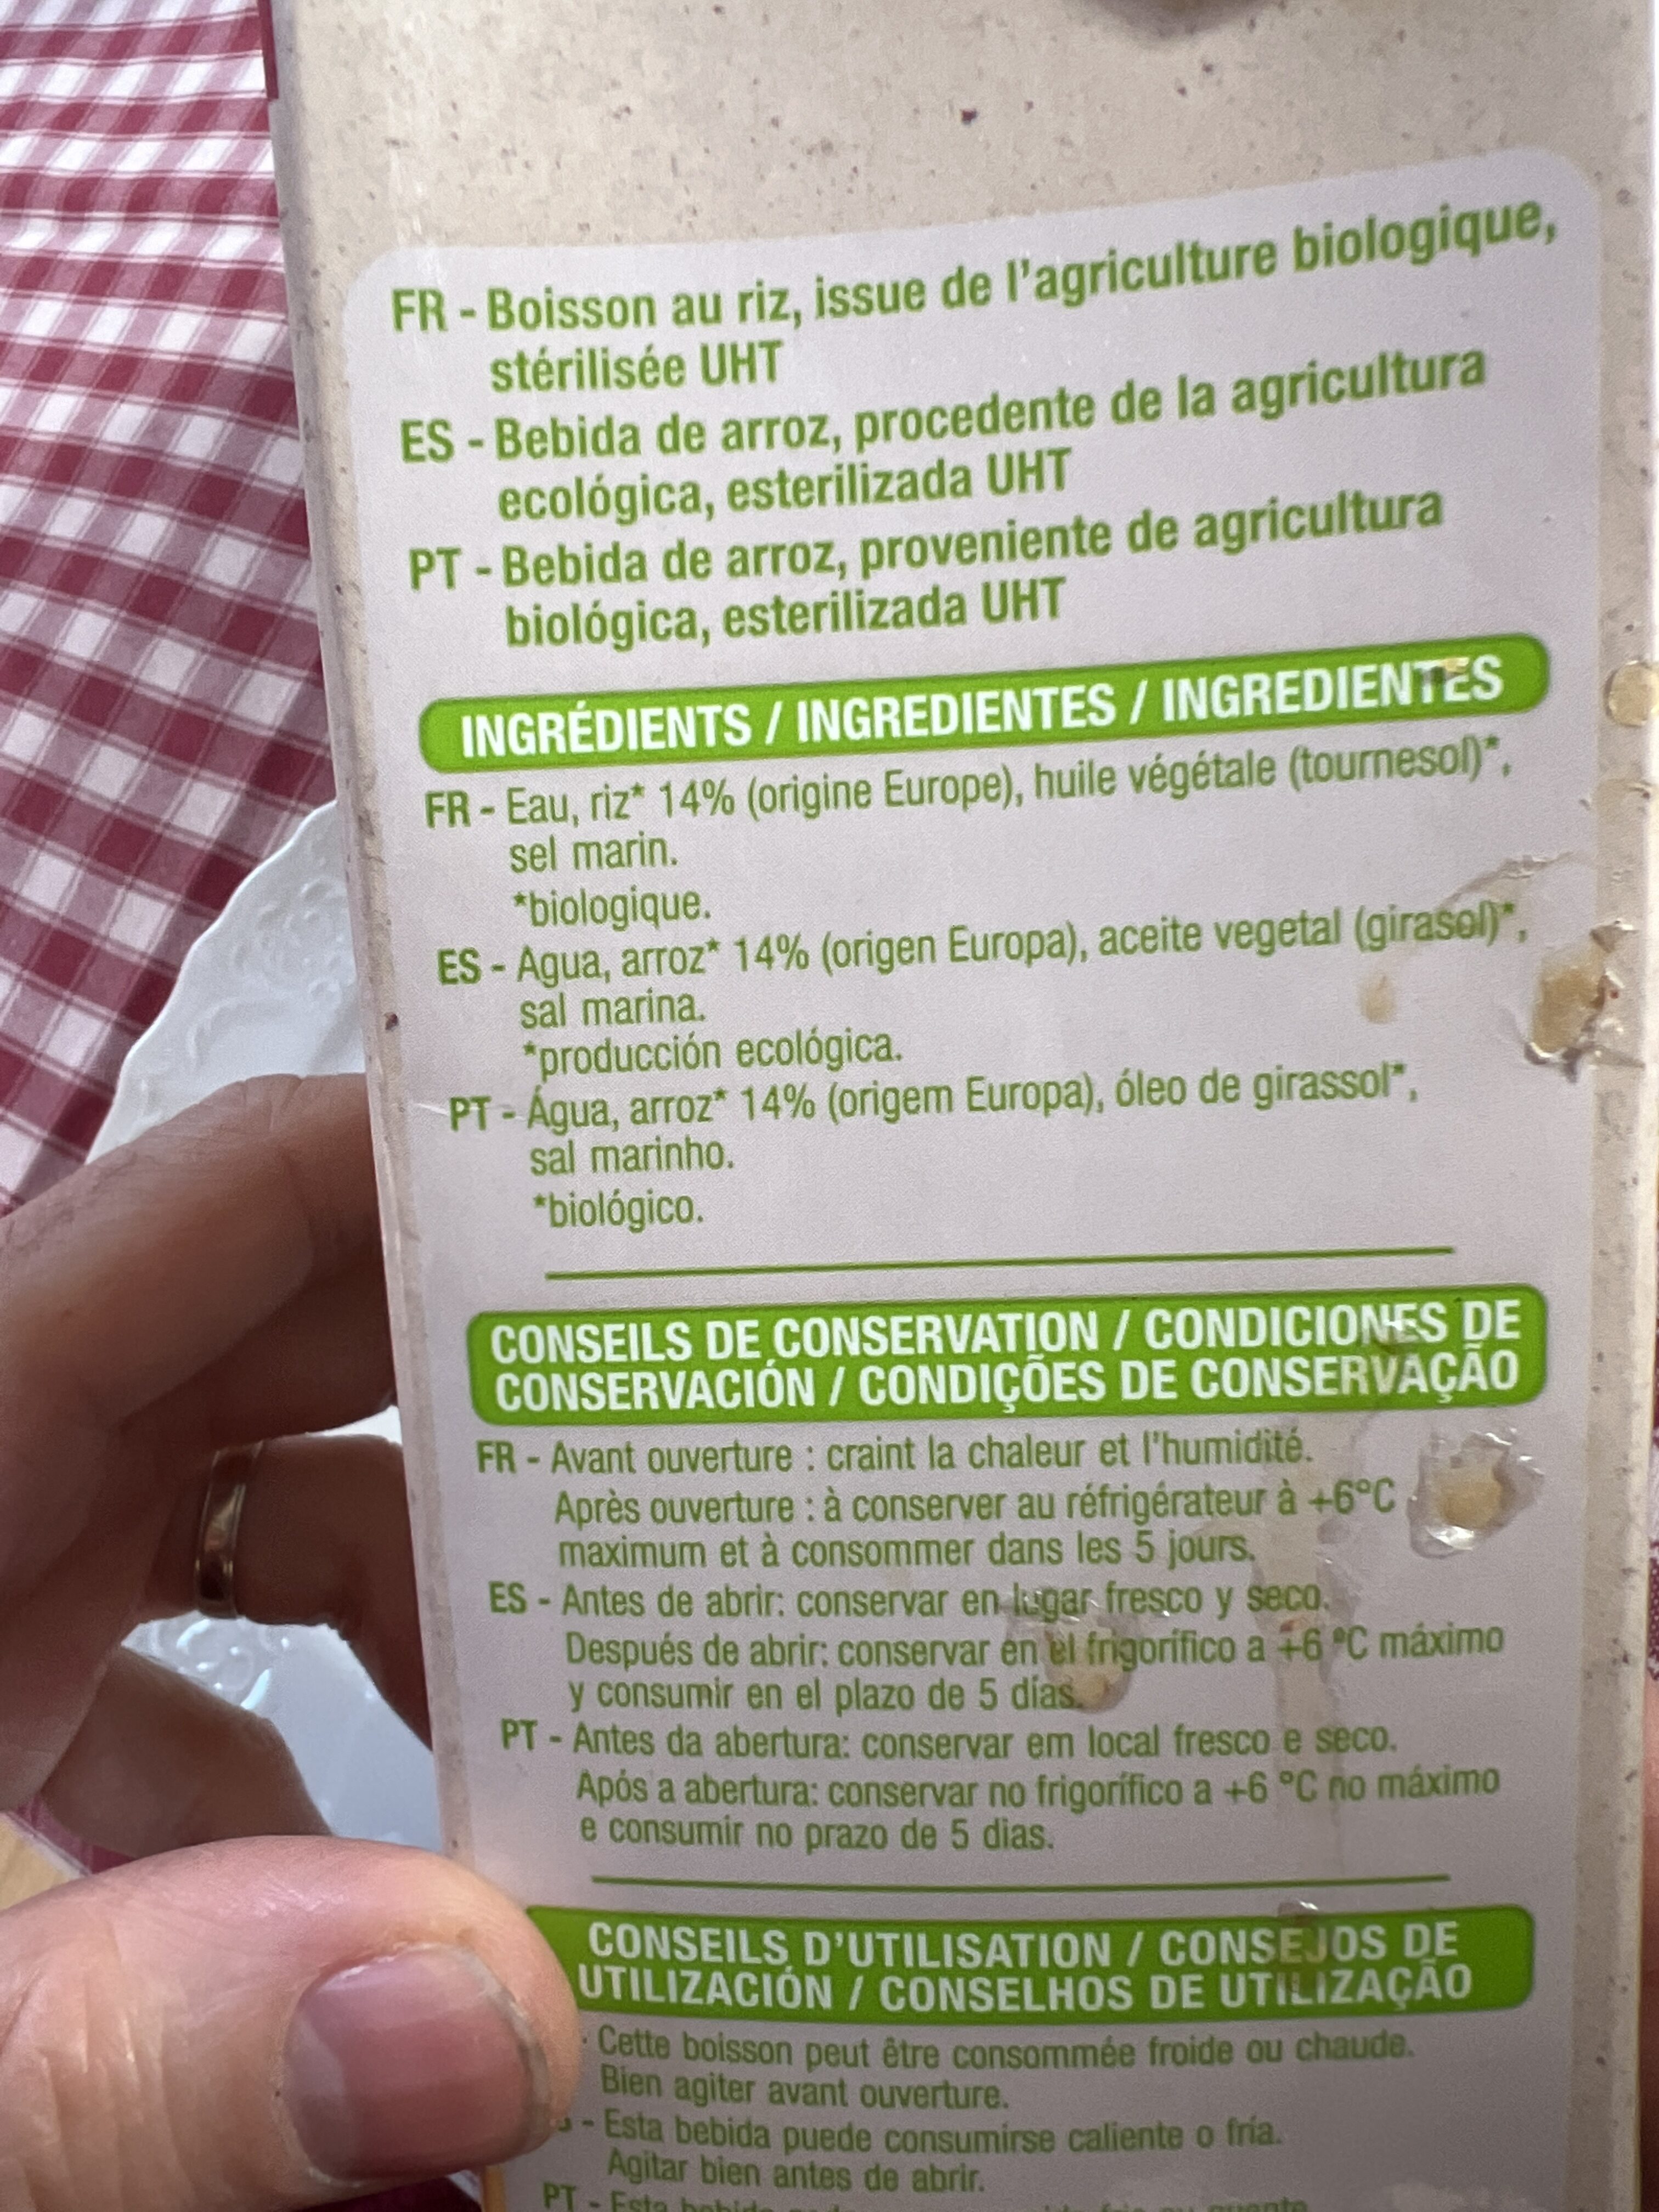 FR - Boisson au riz, issue de l'agriculture biologique,
stérilisée UHT
ES - Bebida de arroz, procedente de la agricultura
ecológica, esterilizada UHT
PT - Bebida de arroz, proveniente de agricultura
biológica, esterilizada UHT
INGRÉDIENTS / INGREDIENTES / INGREDIENTES
FR - Eau, riz* 14% (origine Europe), huile végétale (tournesol)*,
sel marin.
*biologique.
ES - Agua, arroz* 14% (origen Europa), aceite vegetal (girasol)*,
sal marina.
*producción ecológica.
PT - Água, arroz* 14% (origem Europa), óleo de girassol*,
sal marinho.
*biológico.
CONSEILS DE CONSERVATION / CONDICIONES DE
CONSERVACIÓN / CONDIÇÕES DE CONSERVAÇÃO
FR - Avant ouverture : craint la chaleur et l'humidité.
Après ouverture : à conserver au réfrigérateur à +6°C
maximum et à consommer dans les 5 jours.
ES - Antes de abrir: conservar en lugar fresco y seco.
Después de abrir: conservar en el frigorífico a +6 °C máximo
y consumir en el plazo de 5 días.
PT - Antes da abertura: conservar em local fresco e seco.
Após a abertura: conservar no frigorífico a +6 °C no máximo
e consumir no prazo de 5 dias.
CONSEILS D'UTILISATION / CONSEJOS DE
UTILIZACIÓN / CONSELHOS DE UTILIZAÇÃO
Cette boisson peut être consommée froide ou chaude.
Bien agiter avant ouverture.
- Esta bebida puede consumirse caliente o fría.
Agitar bien antes de abrir.
PT - Esta bebida